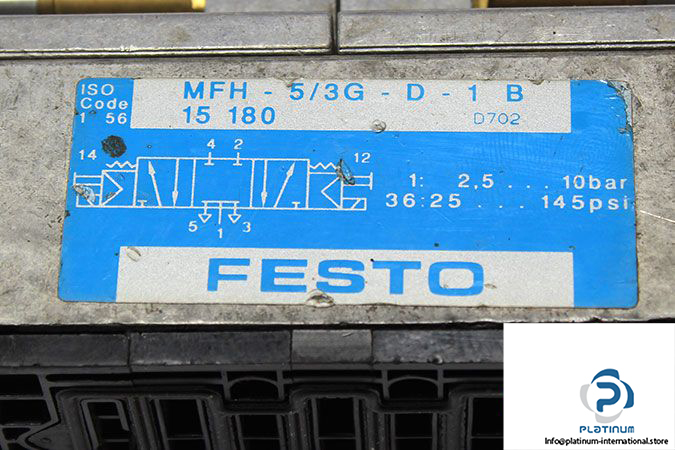 ISO
Code
1 56
MFH - 5/3G - D - 1 B
15 180
D702
14
4
2
12
5
1
3
1: 2,5 ... 10bar
36:25 ... 145psi
FESTO
PLATINUM
Info@platinum-international.store